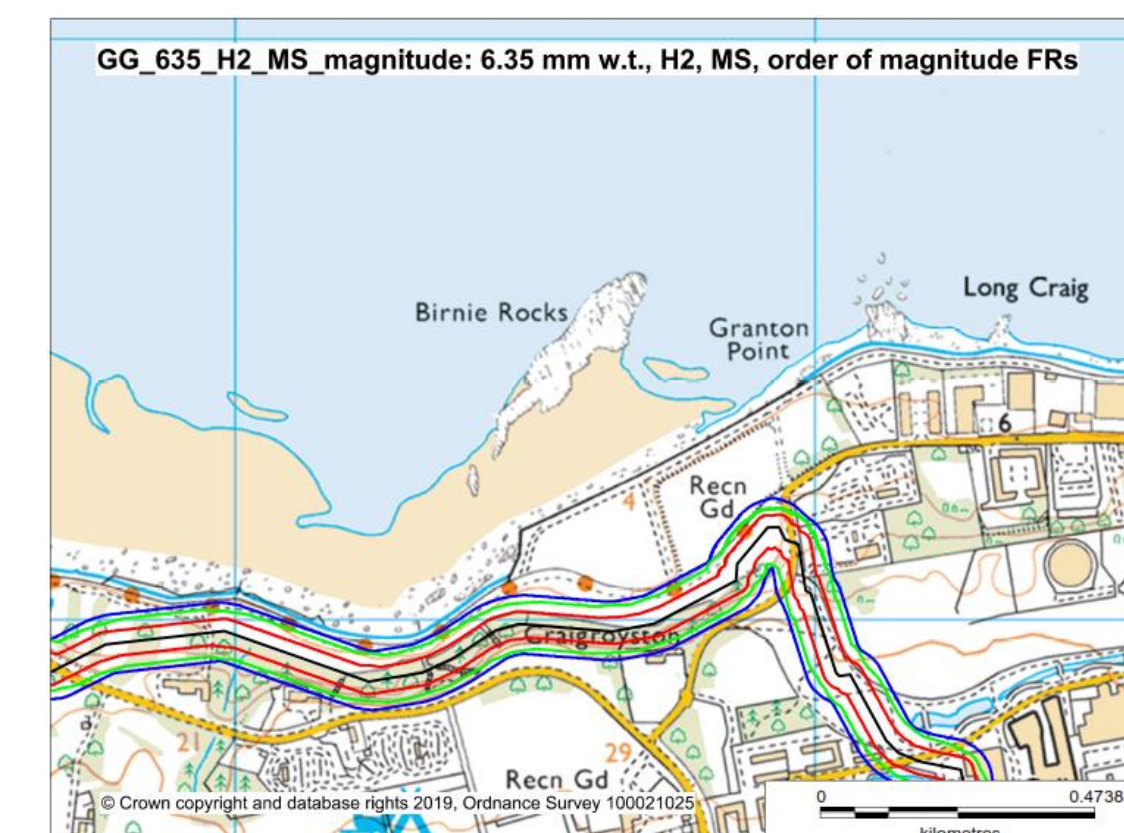 GG_635_H2_MS_magnitude: 6.35 mm w.t., H2, MS, order of magnitude FRs
Birnie Rocks
Long Craig
Granton
Point
6
4
Recn
Gd
Craigroyston
21
29
Recn Gd
© Crown copyright and database rights 2019, Ordnance Survey 100021025
0
0.4738
kilometres